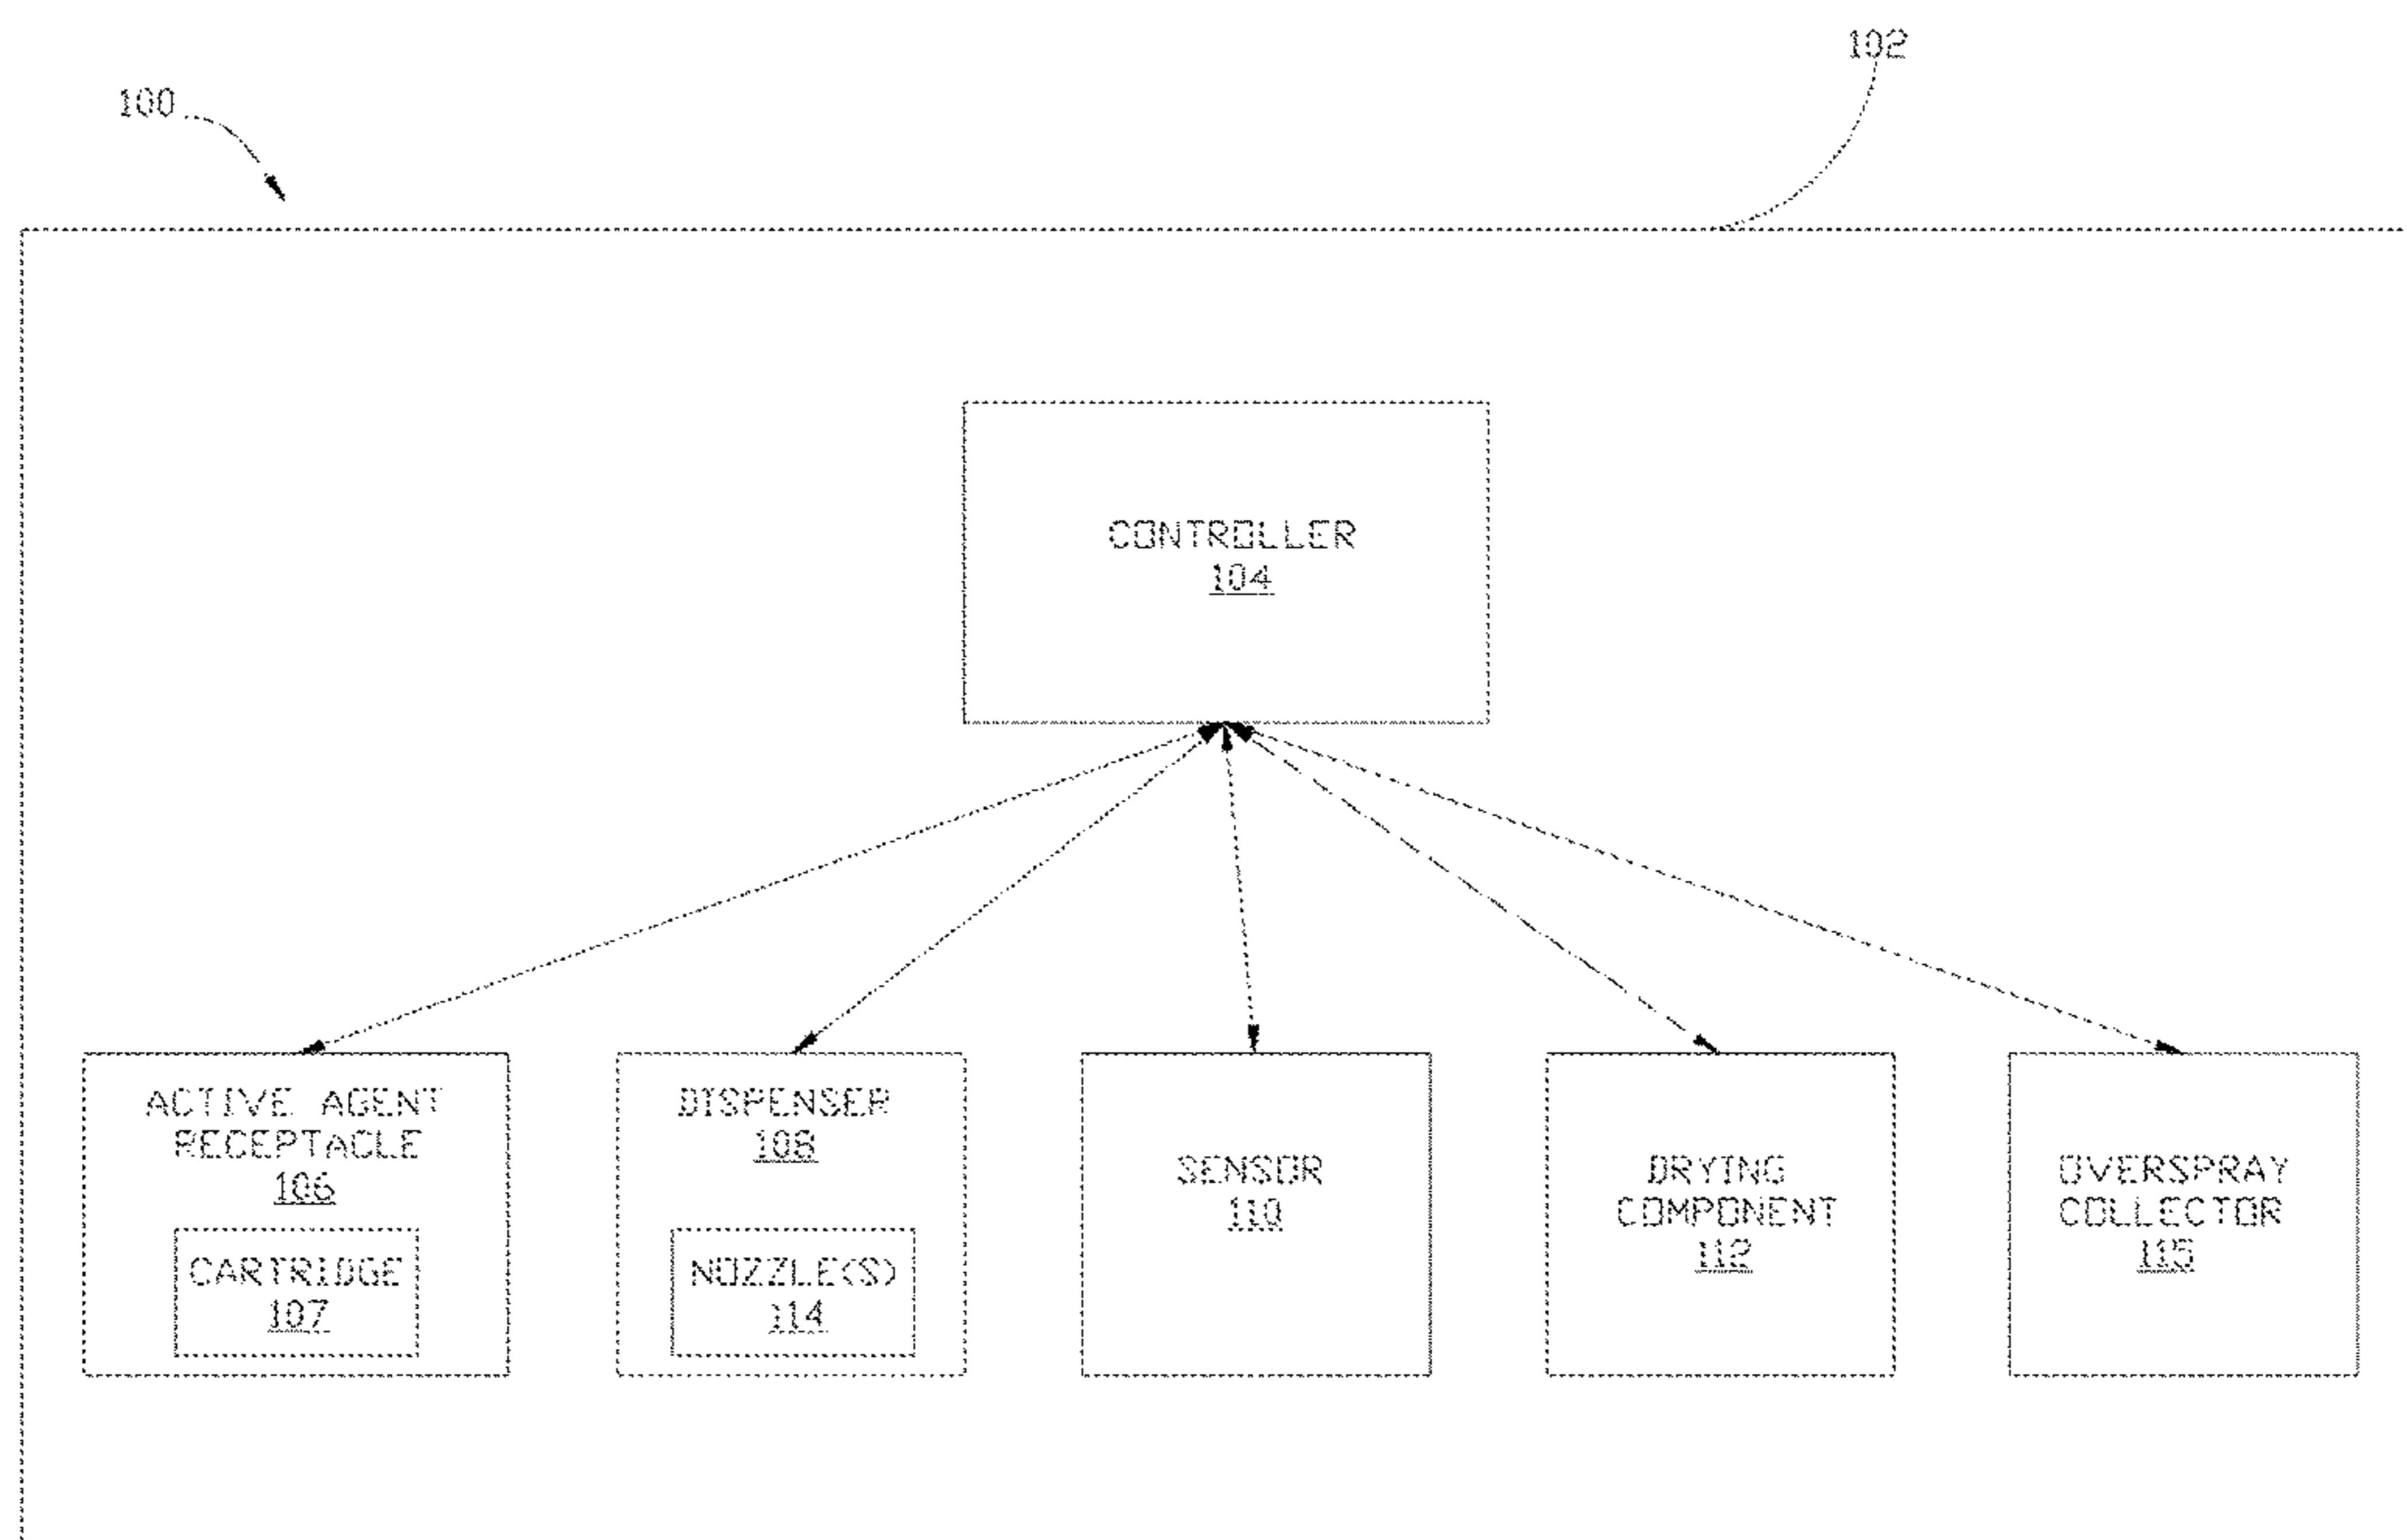 102
100
CONTROLLER
104
ACTIVE AGENT
RECEPTACLE
106
CARTRIDGE
107
DISPENSER
108
NOZZLE(S)
114
SENSOR
110
DRYING
COMPONENT
112
OVERSPRAY
COLLECTOR
115